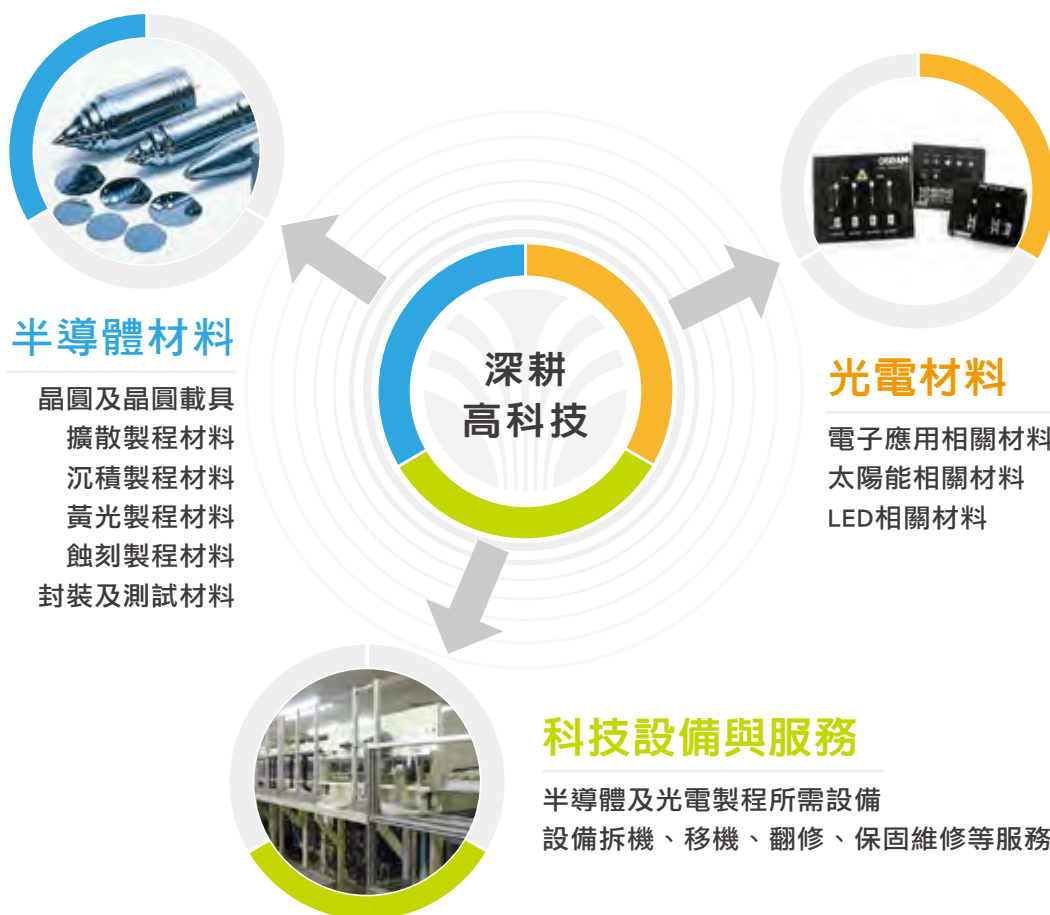 深耕
高科技
半導體材料
晶圓及晶圓載具
擴散製程材料
沉積製程材料
黃光製程材料
蝕刻製程材料
封裝及測試材料
OSRAM
光電材料
電子應用相關材料
太陽能相關材料
LED相關材料
科技設備與服務
半導體及光電製程所需設備
設備拆機、移機、翻修、保固維修等服務